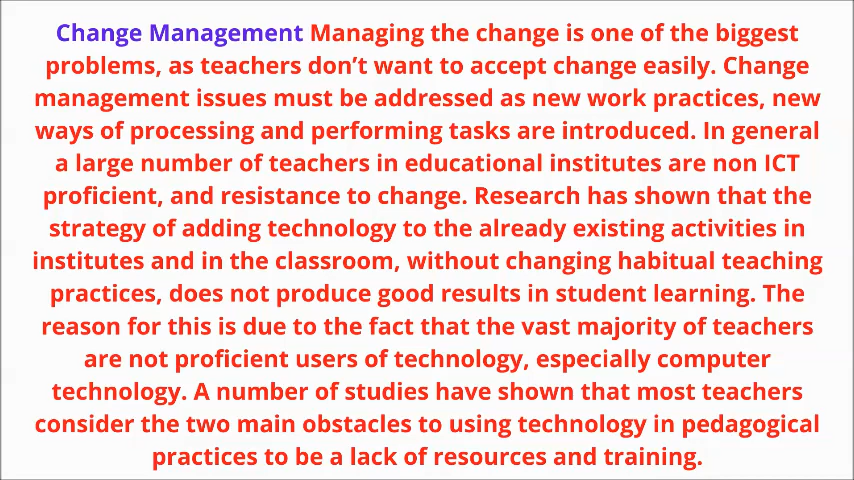 Change Management Managing the change is one of the biggest
problems, as teachers don’t want to accept change easily. Change
management issues must be addressed as new work practices, new
ways of processing and performing tasks are introduced. In general
a large number of teachers in educational institutes are non ICT
proficient, and resistance to change. Research has shown that the
strategy of adding technology to the already existing activities in
institutes and in the classroom, without changing habitual teaching
practices, does not produce good results in student learning. The
reason for this is due to the fact that the vast majority of teachers
are not proficient users of technology, especially computer
technology. A number of studies have shown that most teachers
consider the two main obstacles to using technology in pedagogical
practices to be a lack of resources and training.